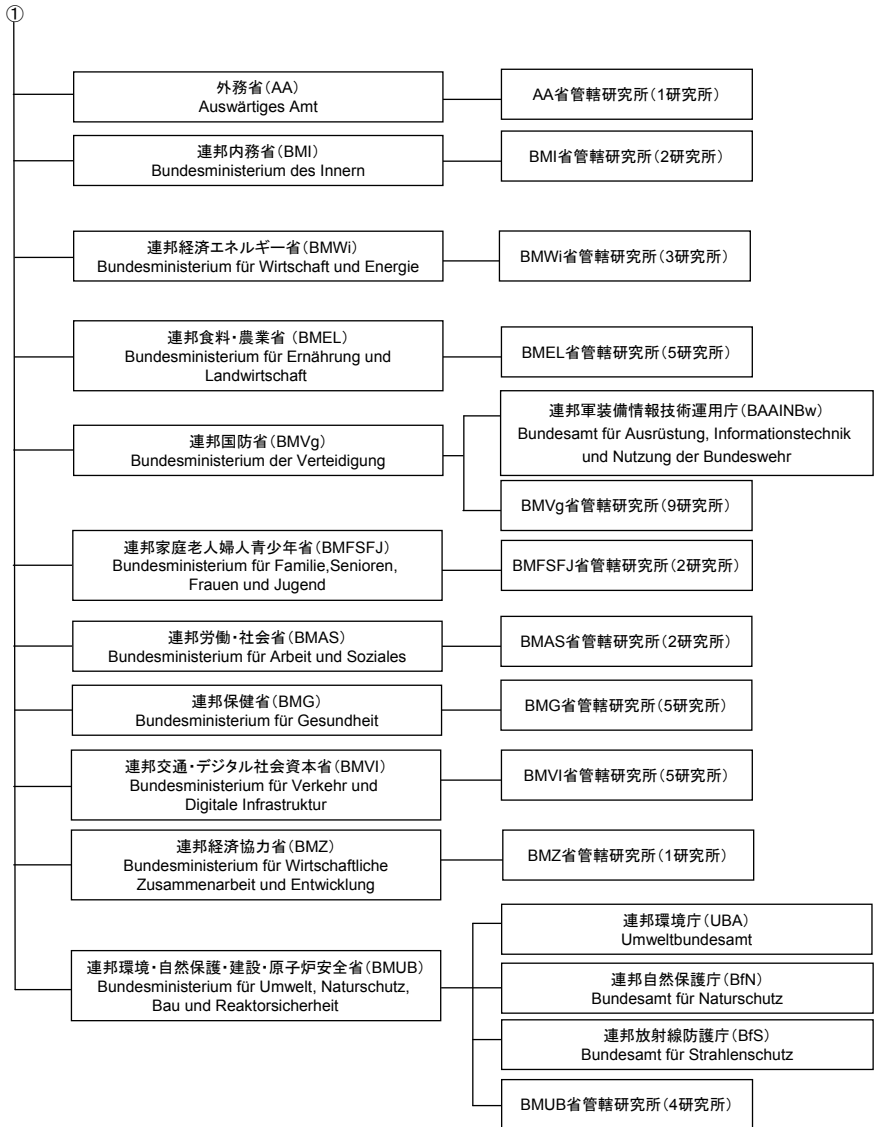 ①
外務省（AA）
Auswärtiges Amt
AA省管轄研究所（1研究所）
連邦内務省（BMI）
Bundesministerium des Innern
BMI省管轄研究所（2研究所）
連邦経済エネルギー省（BMWi）
Bundesministerium für Wirtschaft und Energie
BMWi省管轄研究所（3研究所）
連邦食料・農業省 （BMEL）
Bundesministerium für Ernährung und
Landwirtschaft
BMEL省管轄研究所（5研究所）
連邦国防省（BMVg）
Bundesministerium der Verteidigung
連邦軍装備情報技術運用庁（BAAINBw）
Bundesamt für Ausrüstung, Informationstechnik
und Nutzung der Bundeswehr
BMVg省管轄研究所（9研究所）
連邦家庭老人婦人青少年省（BMFSFJ）
Bundesministerium für Familie,Senioren,
Frauen und Jugend
BMFSFJ省管轄研究所（2研究所）
連邦労働・社会省（BMAS）
Bundesministerium für Arbeit und Soziales
BMAS省管轄研究所（2研究所）
連邦保健省（BMG）
Bundesministerium für Gesundheit
BMG省管轄研究所（5研究所）
連邦交通・デジタル社会資本省（BMVI）
Bundesministerium für Verkehr und
Digitale Infrastruktur
BMVI省管轄研究所（5研究所）
連邦経済協力省（BMZ）
Bundesministerium für Wirtschaftliche
Zusammenarbeit und Entwicklung
BMZ省管轄研究所（1研究所）
連邦環境・自然保護・建設・原子炉安全省（BMUB）
Bundesministerium für Umwelt, Naturschutz,
Bau und Reaktorsicherheit
連邦環境庁（UBA）
Umweltbundesamt
連邦自然保護庁（BfN）
Bundesamt für Naturschutz
連邦放射線防護庁（BfS）
Bundesamt für Strahlenschutz
BMUB省管轄研究所（4研究所）